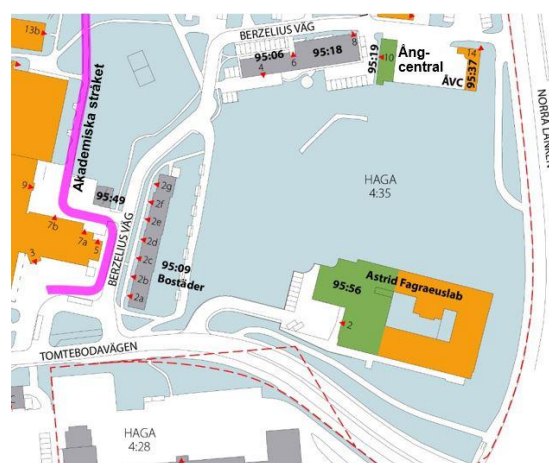 13b
BERZELIUS VÄG
8
95:18
95:06
6
4
95:19
10
Ång-
central
14
95:37
ÅVC
NORRA LÄNKEN
Akademiska stråket
HAGA
4:35
9
95:49
2g
2f
2e
7b
7a
5
3
BERZELIUS VÄG
2d
95:09
Bostäder
2c
2b
2a
95:56
Astrid Fagraeuslab
2
TOMTEBODAVÄGEN
HAGA
4:28